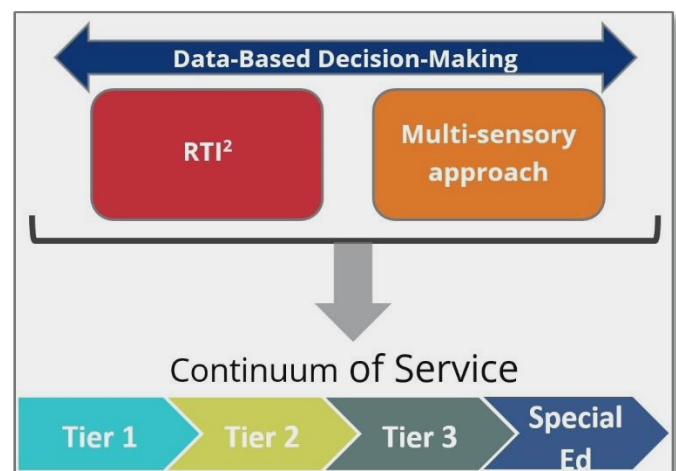 Data-Based Decision-Making
RTI²
Multi-sensory
approach
Continuum of Service
Tier 1
Tier 2
Tier 3
Special
Ed